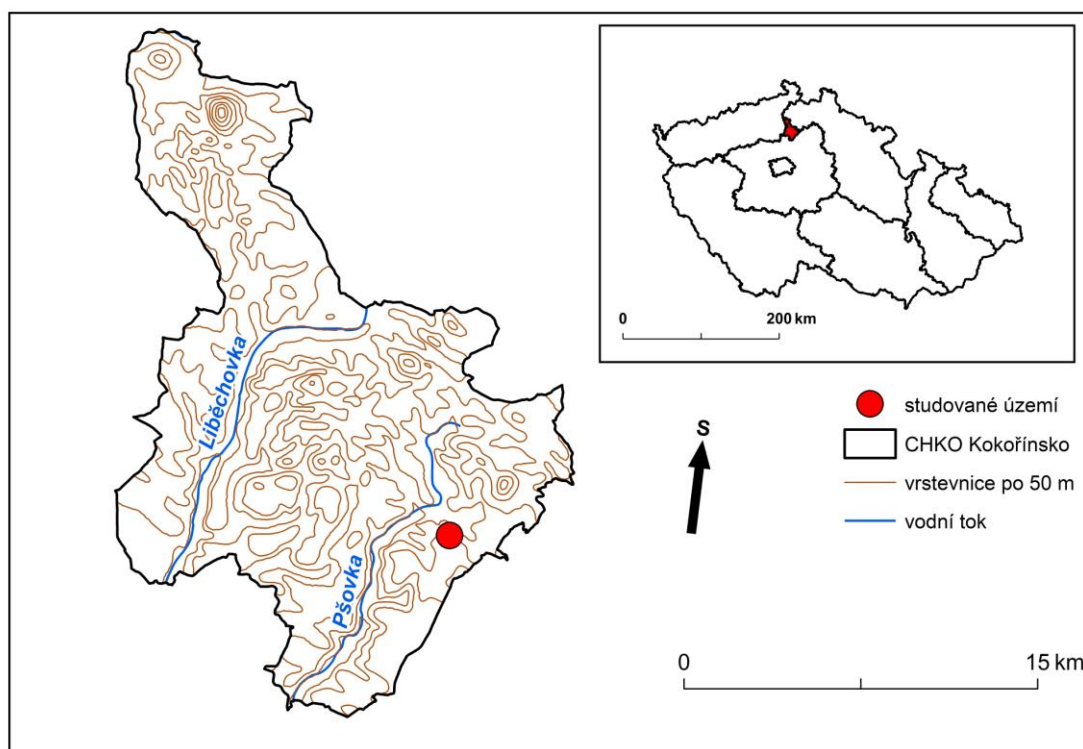 Liběchovka
Pšovka
0 200 km
studované území
CHKO Kokořínsko
vrstevnice po 50 m
vodní tok
S
0 15 km